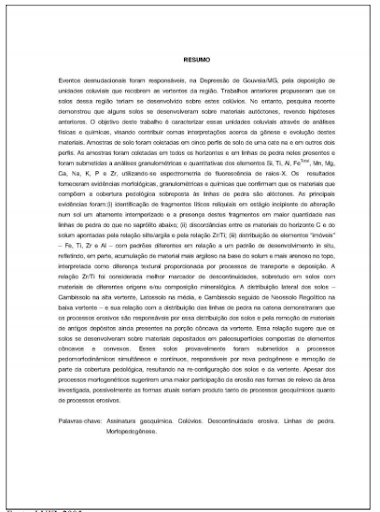 RESUMO
Eventos desnudacionais foram responsáveis, na Depressão de Gouveia/MG, pela deposição de
unidades coluviais que recobrem as vertentes da região. Trabalhos anteriores propuseram que os
solos dessa região teriam se desenvolvido sobre estes colúvios. No entanto, pesquisa recente
demonstrou que alguns solos se desenvolveram sobre materiais autóctones, revendo hipóteses
anteriores. O objetivo deste trabalho é caracterizar essas unidades coluviais através de análises
físicas e químicas, visando contribuir com as interpretações acerca da gênese e evolução destes
materiais. Amostras de solo foram coletadas em cinco perfis de solo de uma catena e em outros dois
perfis. As amostras foram coletadas em todos os horizontes e em linhas de pedra neles presentes e
foram submetidas a análises granulométricas e quantitativas dos elementos Si, Ti, Al, Fe, Mn, Mg,
Ca, Na, K, P e Zr, utilizando-se espectrometria de fluorescência de raios-X. Os resultados
forneceram evidências morfológicas, granulométricas e químicas que confirmam que os materiais que
compõem a cobertura pedológica sobreposta às linhas de pedra são alóctones. As principais
evidências foram:(i) identificação de fragmentos líticos reliquiais em estágio incipiente de alteração
num solum altamente intemperizado e a presença destes fragmentos em maior quantidade nas
linhas de pedra do que no saprólito abaixo; (ii) discordâncias entre os materiais do horizonte C e do
solum apontadas pela relação silte/argila e pela relação Zr/Ti; (iii) distribuição de elementos "imóveis"
– Fe, Ti, Zr e Al – com padrões diferentes em relação a um padrão de desenvolvimento in situ,
refletindo, em parte, acumulação de material mais argiloso na base do solum e mais arenoso no topo,
interpretada como diferença textural proporcionada por processos de transporte e deposição. A
relação Zr/Ti foi considerada melhor marcador de descontinuidades, sobretudo em solos com
materiais de diferentes origens e/ou composição mineralógica. A distribuição lateral dos solos –
Cambissolo na alta vertente, Latossolo na média, e Cambissolo seguido de Neossolo Regolítico na
baixa vertente – e sua relação com a distribuição das linhas de pedra na catena demonstraram que
os processos erosivos são responsáveis por essa distribuição dos solos e pela remoção de materiais
de antigos depósitos ainda presentes na porção côncava da vertente. Essa relação sugere que os
solos se desenvolveram sobre materiais depositados em paleosuperfícies compostas de elementos
côncavos e convexos. Esses solos provavelmente foram submetidos a processos
pedomorfodinâmicos simultâneos e contínuos, responsáveis por nova pedogênese e remoção de
parte da cobertura pedológica, resultando na re-configuração dos solos e da vertente. Apesar dos
processos morfogenéticos sugerirem uma maior participação da erosão nas formas de relevo da área
investigada, possivelmente as formas atuais seriam produto tanto de processos geoquímicos quanto
de processos erosivos.
Palavras-chave: Assinatura geoquímica. Colúvios. Descontinuidade erosiva. Linhas de pedra.
Morfopedogênese.